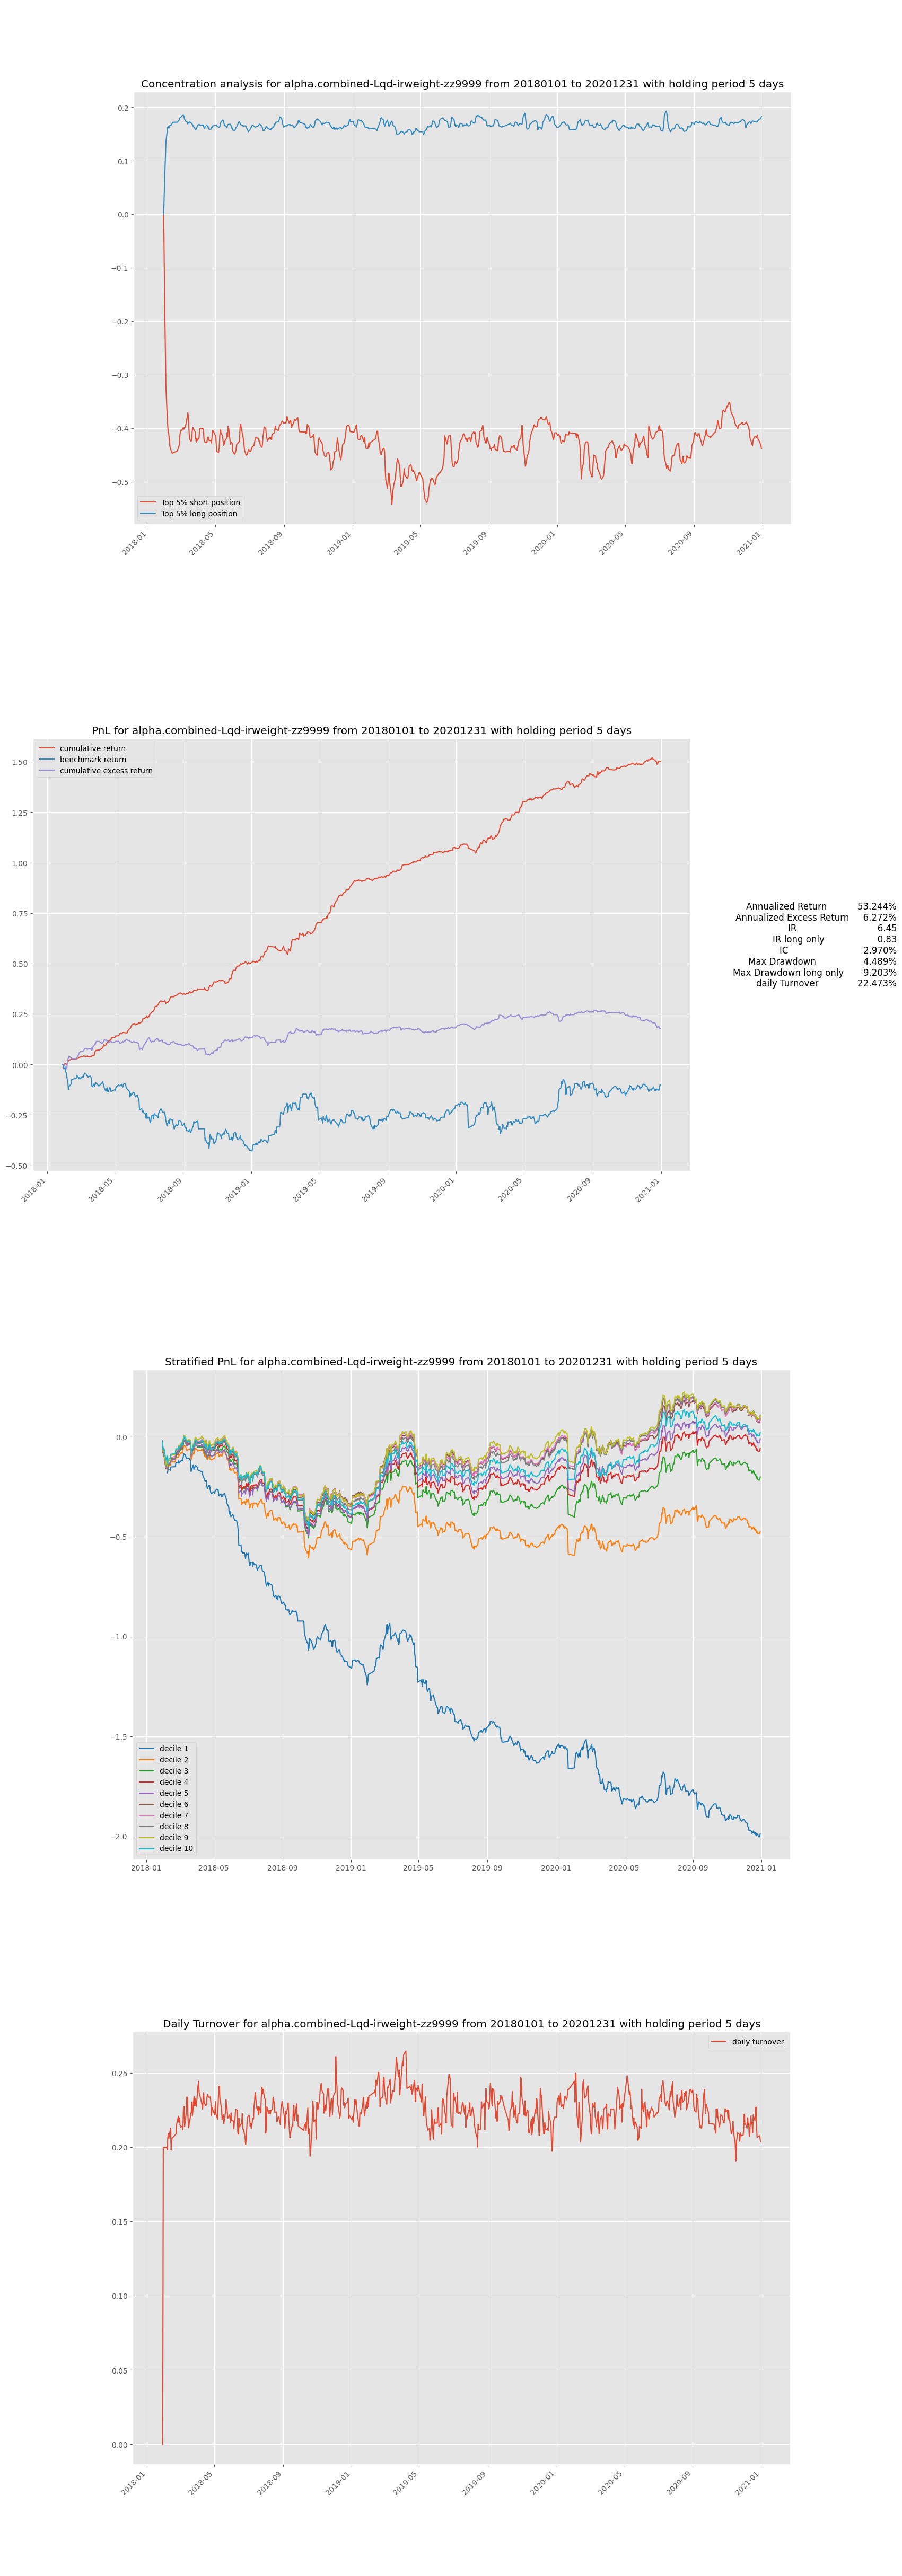 Concentration analysis for alpha.combined-Lqd-irweight-zz9999 from 20180101 to 20201231 with holding period 5 days
0.2
0.1
0.0
−0.1
−0.2
−0.3
−0.4
−0.5
Top 5% short position
Top 5% long position
2018-01
2018-05
2018-09
2019-01
2019-05
2019-09
2020-01
2020-05
2020-09
2021-01
PnL for alpha.combined-Lqd-irweight-zz9999 from 20180101 to 20201231 with holding period 5 days
cumulative return
benchmark return
cumulative excess return
1.50
1.25
1.00
0.75
0.50
0.25
0.00
−0.25
−0.50
2018-01
2018-05
2018-09
2019-01
2019-05
2019-09
2020-01
2020-05
2020-09
2021-01
Annualized Return 53.244%
Annualized Excess Return 6.272%
IR 6.45
IR long only 0.83
IC 2.970%
Max Drawdown 4.489%
Max Drawdown long only 9.203%
daily Turnover 22.473%
Stratified PnL for alpha.combined-Lqd-irweight-zz9999 from 20180101 to 20201231 with holding period 5 days
0.0
−0.5
−1.0
−1.5
−2.0
decile 1
decile 2
decile 3
decile 4
decile 5
decile 6
decile 7
decile 8
decile 9
decile 10
2018-01 2018-05 2018-09 2019-01 2019-05 2019-09 2020-01 2020-05 2020-09 2021-01
Daily Turnover for alpha.combined-Lqd-irweight-zz9999 from 20180101 to 20201231 with holding period 5 days
daily turnover
0.25
0.20
0.15
0.10
0.05
0.00
2018-01
2018-05
2018-09
2019-01
2019-05
2019-09
2020-01
2020-05
2020-09
2021-01